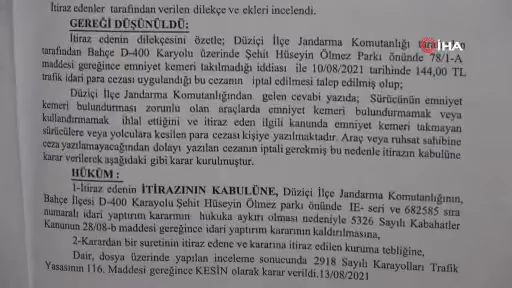 İtiraz edenler tarafından verilen dilekçe ve ekleri incelendi.
GEREĞİ DÜŞÜNÜLDÜ:
İtiraz edenin dilekçesini özetle; Düziçi İlçe Jandarma Komutanlığı
İHA
tarafından Bahçe D-400 Karyolu üzerinde Şehit Hüseyin Ölmez Parkı önünde 78/1-A
maddesi gereğince emniyet kemeri takılmadığı iddiası ile 10/08/2021 tarihinde 144,00 TL
trafik idari para cezası uygulandığı bu cezanın iptal edilmesi talep edilmiş olup;
Düziçi İlçe Jandarma Komutanlığından gelen cevabi yazıda; Sürücünün emniyet
kemeri bulundurması zorunlu olan araçlarda emniyet kemeri bulundurmamak veya
kullandırmamak ihlal ettiğini ve itiraz eden ilgili kanunda emniyet kemeri takmayan
sürücülere veya yolculara kesilen para cezası kişiye yazılmaktadır. Araç veya ruhsat sahibine
ceza yazılamayacağından dolayı yazılan cezanın iptali gerekmiş bu nedenle itirazın kabulüne
karar verilerek aşağıdaki gibi karar kurulmuştur.
HÜKÜM :
1-İtiraz edenin İTİRAZININ KABULÜNE, Düziçi İlçe Jandarma Komutanlığının,
Bahçe İlçesi D-400 Karayolu Şehit Hüseyin Ölmez parkı önünde IE- seri ve 682585 sıra
numaralı idari yaptırım kararının hukuka aykırı olması nedeniyle 5326 Sayılı Kabahatler
Kanunun 28/08-b maddesi gereğince idari yaptırım kararının kaldırılmasına,
2-Karardan bir suretinin itiraz edene ve kararına itiraz edilen kuruma tebliğine,
Dair, dosya üzerinde yapılan inceleme sonucunda 2918 Sayılı Karayolları Trafik
Yasasının 116. Maddesi gereğince KESİN olarak karar verildi.13/08/2021